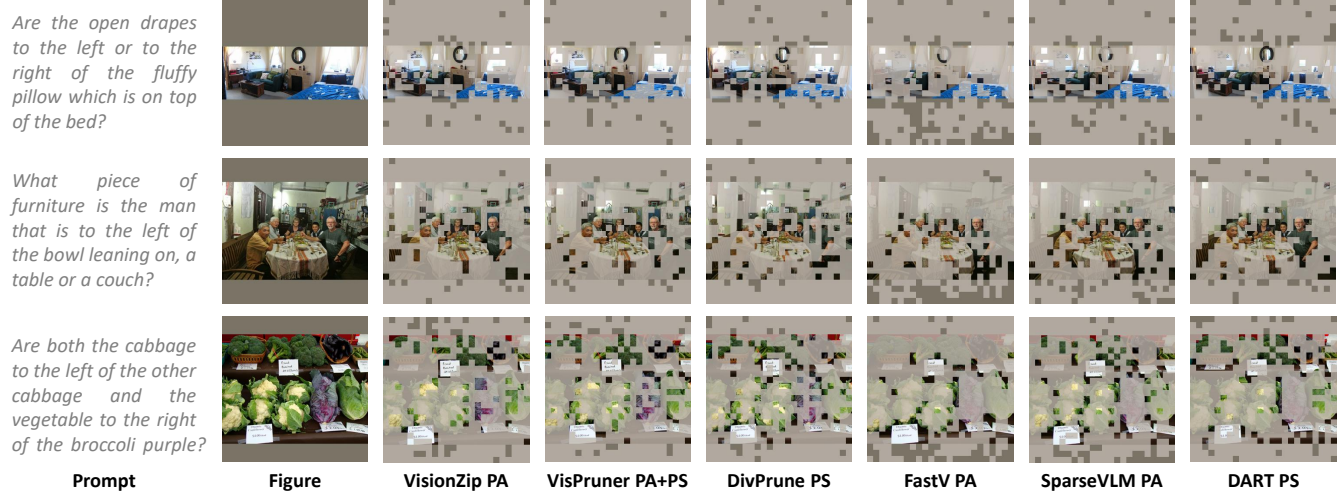 Are the open drapes
to the left or to the
right of the fluffy
pillow which is on top
of the bed?
What piece of
furniture is the man
that is to the left of
the bowl leaning on, a
table or a couch?
Are both the cabbage
to the left of the other
cabbage and the
vegetable to the right
of the broccoli purple?
Prompt Figure VisionZip PA VisPruner PA+PS DivPrune PS FastV PA SparseVLM PA DART PS